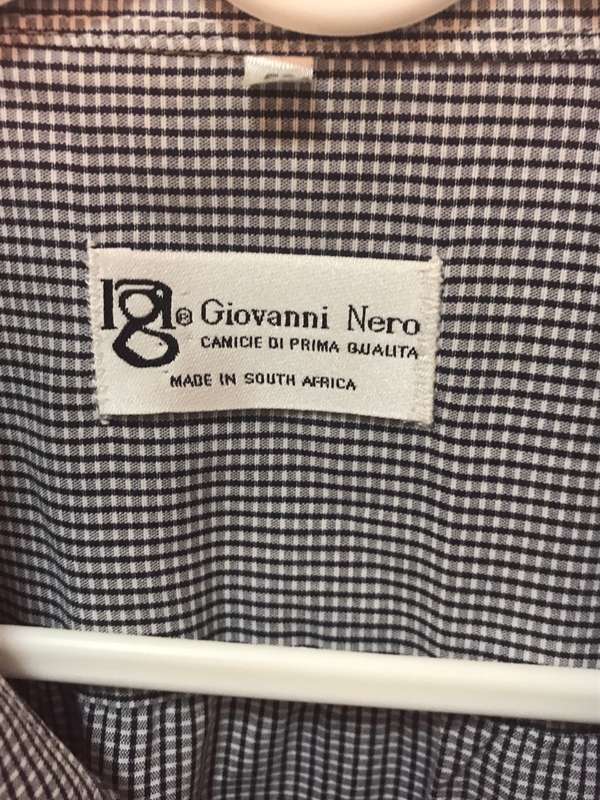 g® Giovanni Nero
CAMICIE DI PRIMA QUALITA
MADE IN SOUTH AFRICA